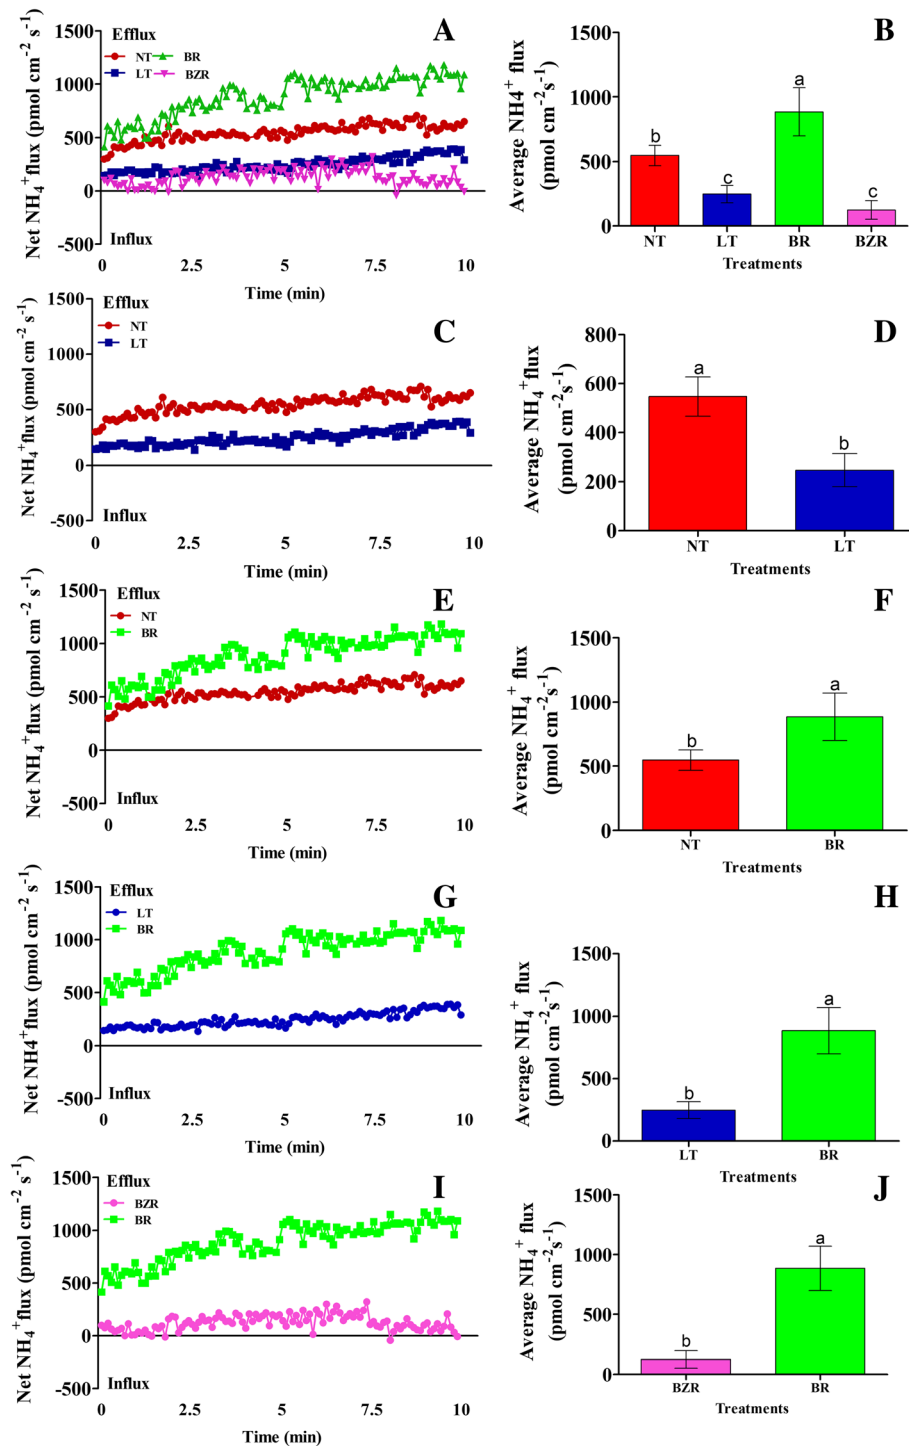 A
Net NH4+flux (pmol cm-2 s-1)
1500
1000
500
0
-500
Efflux
NT BR
LT BZR
Influx
0 2.5 5 7.5 10
Time (min)
B
Average NH4+ flux
(pmol cm-2s-1)
1500
1000
500
0
b c a c
NT LT BR BZR
Treatments
C
Net NH4+flux (pmol cm-2 s-1)
1500
1000
500
0
-500
Efflux
NT
LT
Influx
0 2.5 5 7.5 10
Time (min)
D
Average NH4+flux
(pmol cm-2s-1)
800
600
400
200
0
a b
NT LT
Treatments
E
Net NH4+flux (pmol cm-2 s-1)
1500
1000
500
0
-500
Efflux
NT
BR
Influx
0 2.5 5 7.5 10
Time (min)
F
Average NH4+ flux
(pmol cm-2s-1)
1500
1000
500
0
b a
NT BR
Treatments
G
Net NH4+flux (pmol cm-2 s-1)
1500
1000
500
0
-500
Efflux
LT
BR
Influx
0 2.5 5 7.5 10
Time (min)
H
Average NH4+ flux
(pmol cm-2s-1)
1500
1000
500
0
b a
LT BR
Treatments
I
Net NH4+flux (pmol cm-2 s-1)
1500
1000
500
0
-500
Efflux
BZR
BR
Influx
0 2.5 5 7.5 10
Time (min)
J
Average NH4+ flux
(pmol cm-2s-1)
1500
1000
500
0
b a
BZR BR
Treatments